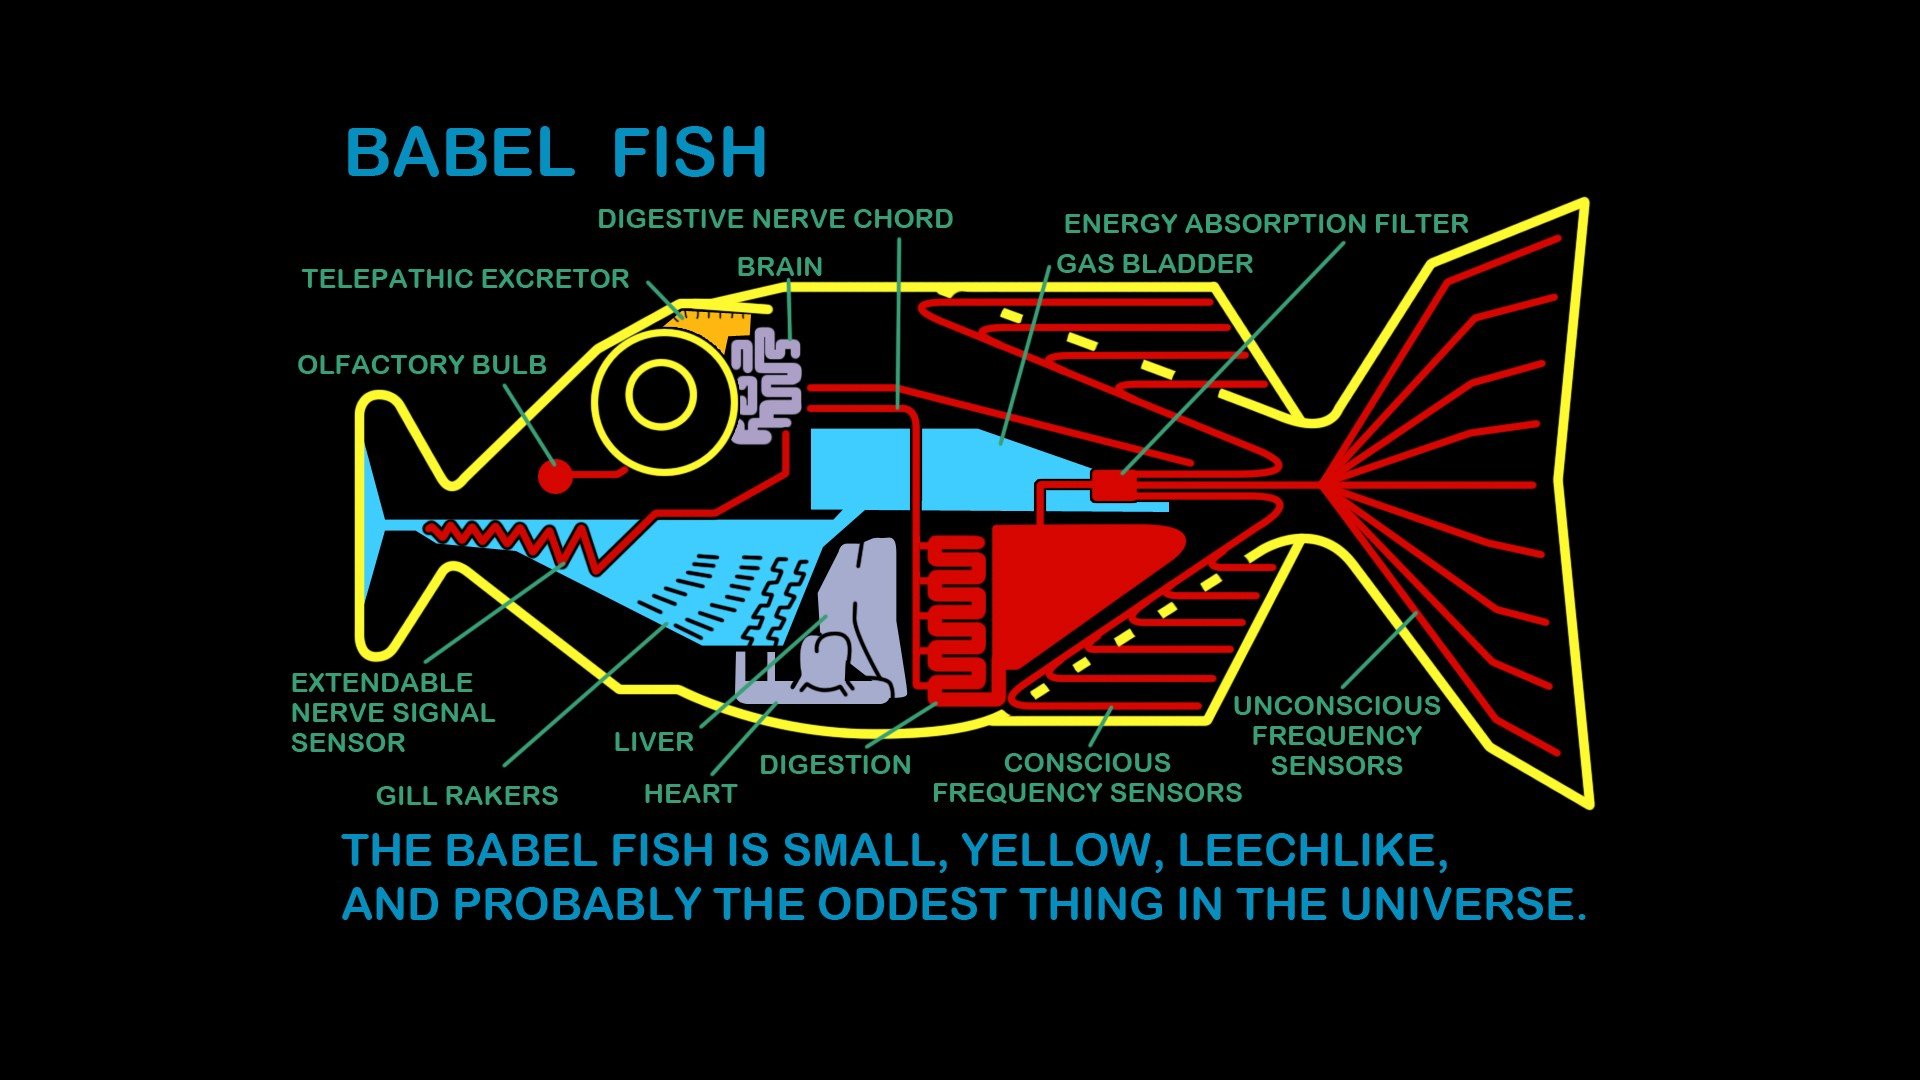 BABEL FISH
DIGESTIVE NERVE CHORD
ENERGY ABSORPTION FILTER
TELEPATHIC EXCRETOR
BRAIN
GAS BLADDER
OLFACTORY BULB
EXTENDABLE
NERVE SIGNAL
SENSOR
GILL RAKERS
LIVER
HEART
DIGESTION
CONSCIOUS
FREQUENCY SENSORS
UNCONSCIOUS
FREQUENCY
SENSORS
THE BABEL FISH IS SMALL, YELLOW, LEECHLIKE,
AND PROBABLY THE ODDEST THING IN THE UNIVERSE.